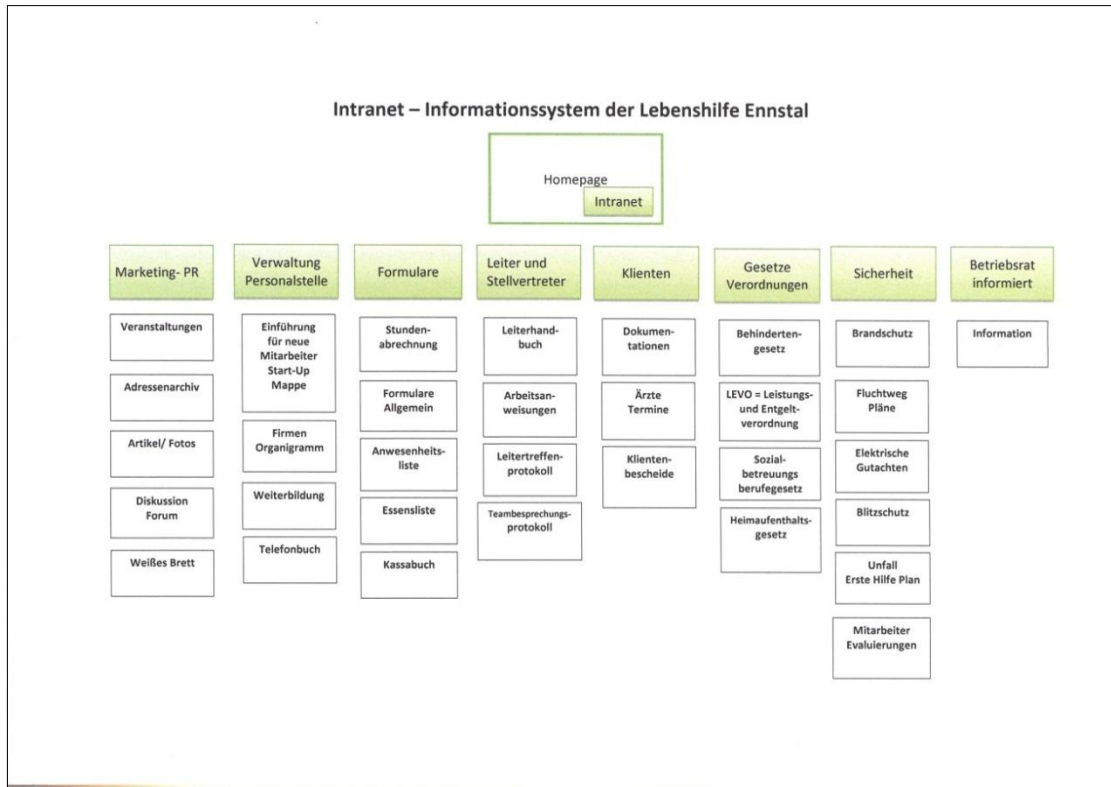 Intranet – Informationssystem der Lebenshilfe Ennstal
Homepage
Intranet
Marketing- PR
Veranstaltungen
Adressenarchiv
Artikel/ Fotos
Diskussion
Forum
Weißes Brett
Verwaltung
Personalstelle
Einführung
für neue
Mitarbeiter
Start-Up
Mappe
Firmen
Organigramm
Weiterbildung
Telefonbuch
Formulare
Stunden-
abrechnung
Formulare
Allgemein
Anwesenheits-
liste
Essensliste
Kassabuch
Leiter und
Stellvertreter
Leiterhand-
buch
Arbeitsan-
weisungen
Leitertreffen-
protokoll
Teambesprechungs-
protokoll
Klienten
Dokumen-
tationen
Ärzte
Termine
Klienten-
bescheide
Gesetze
Verordnungen
Behinderten-
gesetz
LEVO = Leistungs-
und Entgelt-
verordnung
Sozial-
betreuungs
berufegesetz
Heimaufenthalts-
gesetz
Sicherheit
Brandschutz
Fluchtweg
Pläne
Elektrische
Gutachten
Blitzschutz
Unfall
Erste Hilfe Plan
Mitarbeiter
Evaluierungen
Betriebsrat
informiert
Information